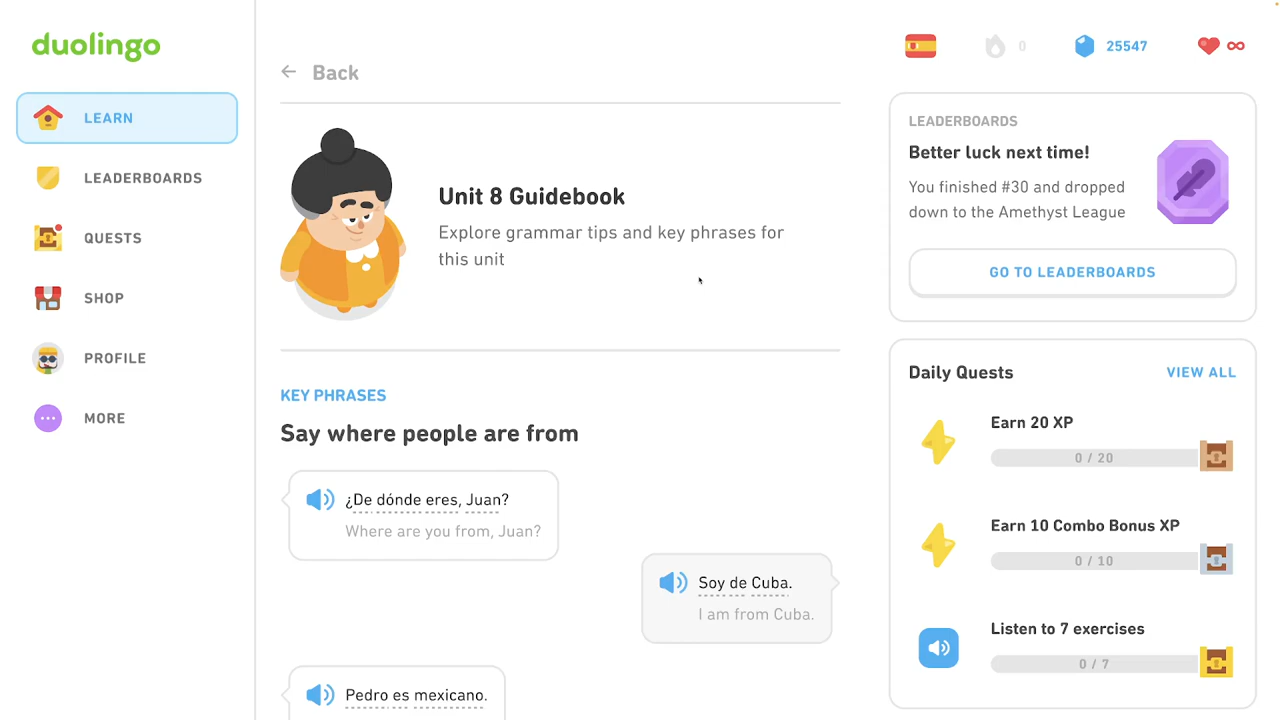 duolingo
LEARN
LEADERBOARDS
QUESTS
SHOP
PROFILE
MORE
Back
Unit 8 Guidebook
Explore grammar tips and key phrases for
this unit
KEY PHRASES
Say where people are from
¿De dónde eres, Juan?
Where are you from, Juan?
Soy de Cuba.
I am from Cuba.
Pedro es mexicano.
0
25547
∞
LEADERBOARDS
Better luck next time!
You finished #30 and dropped
down to the Amethyst League
GO TO LEADERBOARDS
Daily Quests
VIEW ALL
Earn 20 XP
0 / 20
Earn 10 Combo Bonus XP
0 / 10
Listen to 7 exercises
0 / 7